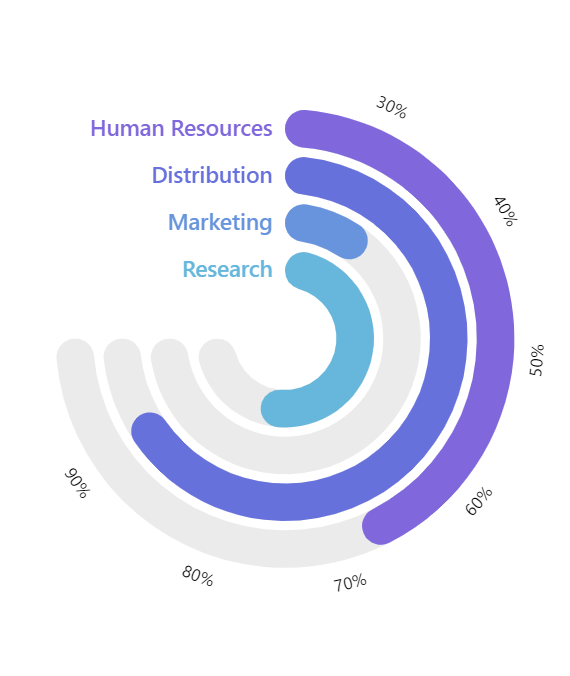 Human Resources
Distribution
Marketing
Research
30%
40%
50%
60%
70%
80%
90%